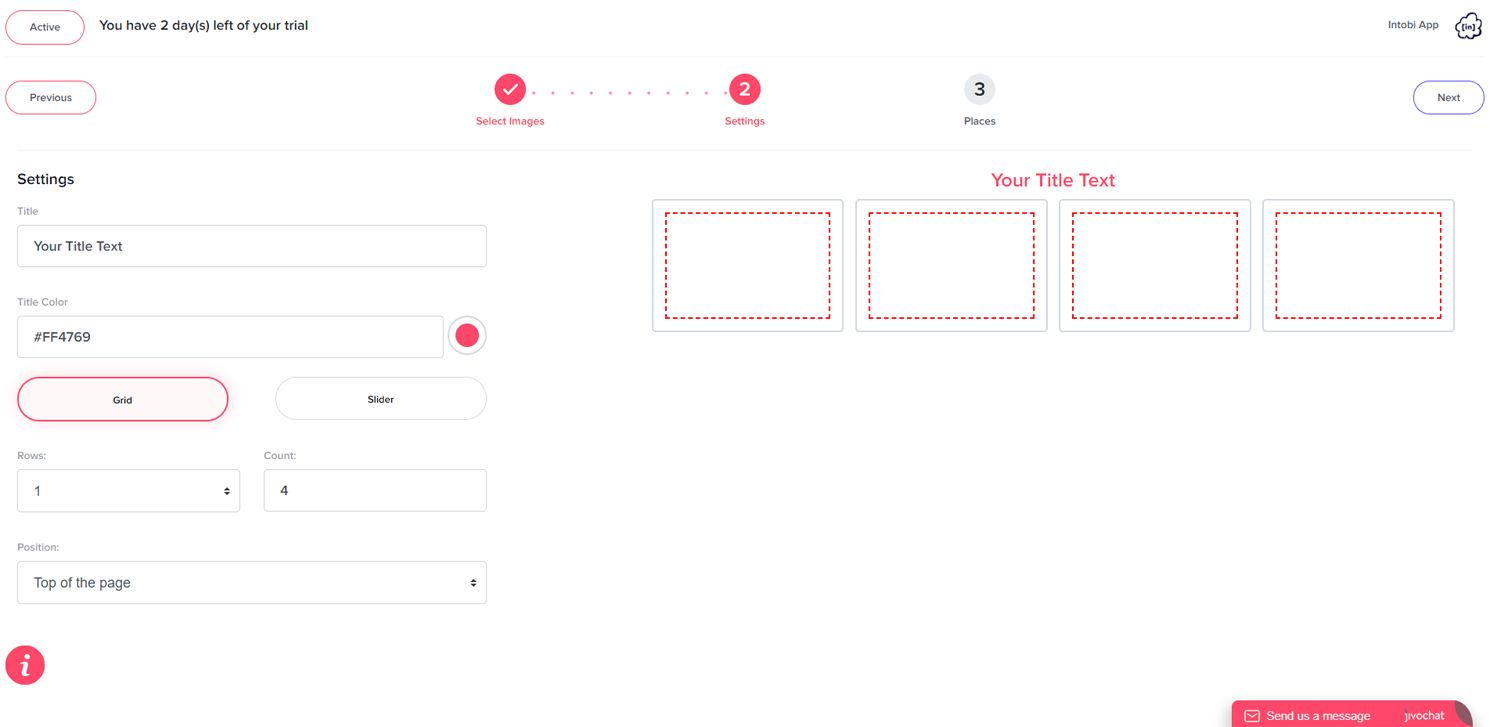 Active
You have 2 day(s) left of your trial
Intobi App
[in]
Previous
2
3
Next
Select Images
Settings
Places
Settings
Your Title Text
Title
Your Title Text
Title Color
#FF4769
Grid
Slider
Rows:
Count:
1
4
Position:
Top of the page
i
Send us a message
jivochat